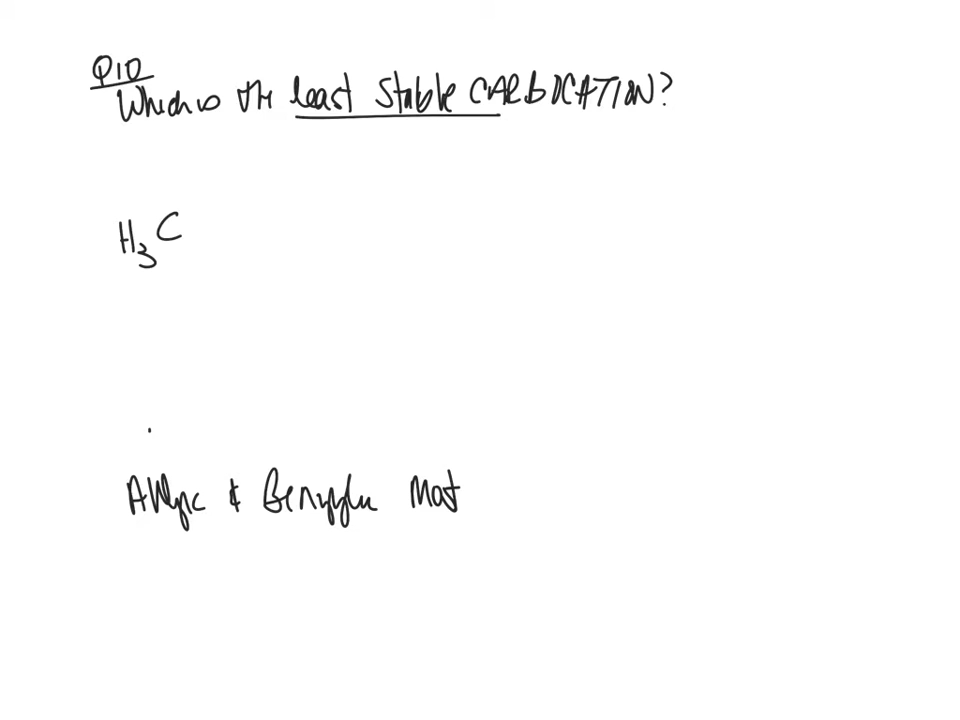 Q10
Which is the least stable CARBOCATION?
H3C
Allylic & Benzylic Most